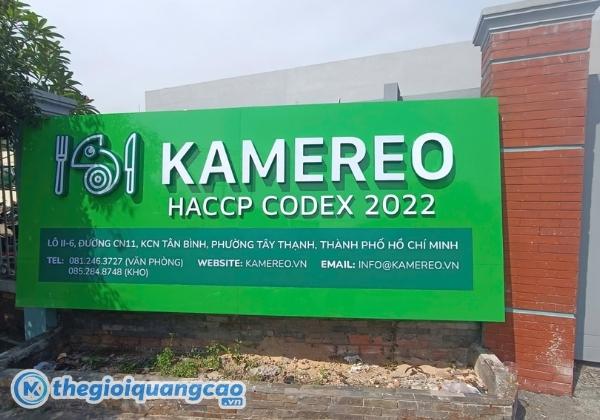 KAMEREO
HACCP CODEX 2022
LÔ II-6, ĐƯỜNG CN11, KCN TÂN BÌNH, PHƯỜNG TÂY THẠNH, THÀNH PHỐ HỒ CHÍ MINH
TEL: 081.246.3727 (VĂN PHÒNG) WEBSITE: KAMEREO.VN EMAIL: INFO@KAMEREO.VN
085.284.8748 (KHO)
thegioiquangcao.vn